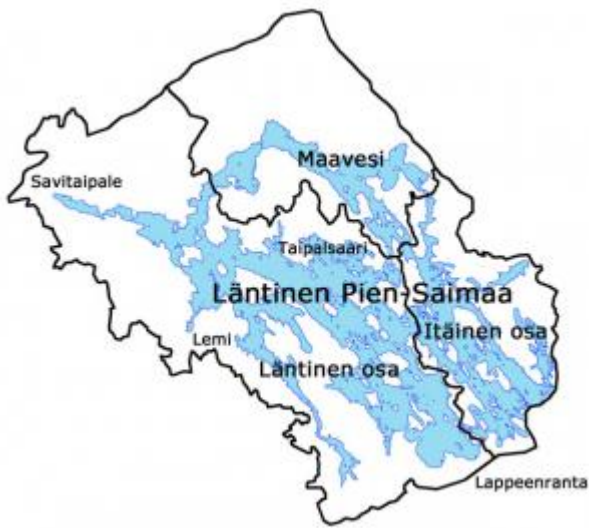 Maavesi
Savitaipale
Taipalsaari
Läntinen Pien-Saimaa
Itäinen osa
Lemi
Läntinen osa
Lappeenranta